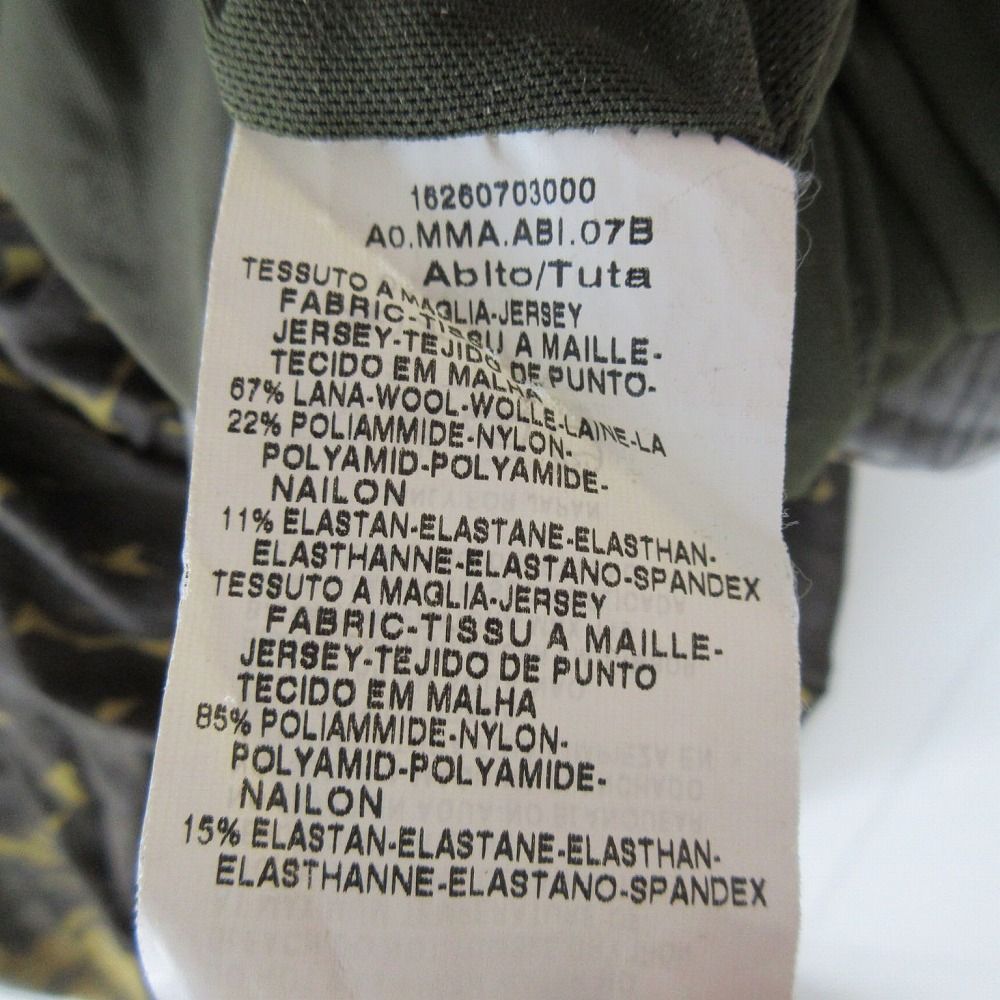 16260703000
A0.MMA.ABI.07B
Abito/Tuta
TESSUTO A MAGLIA-JERSEY
FABRIC-TISSU A MAILLE-
JERSEY-TEJIDO DE PUNTO-
TECIDO EM MALHA
67% LANA-WOOL-WOLLE-LAINE-LA
22% POLIAMMIDE-NYLON-
POLYAMID-POLYAMIDE-
NAILON
11% ELASTAN-ELASTANE-ELASTHAN-
ELASTHANNE-ELASTANO-SPANDEX
TESSUTO A MAGLIA-JERSEY
FABRIC-TISSU A MAILLE-
JERSEY-TEJIDO DE PUNTO
TECIDO EM MALHA
85% POLIAMMIDE-NYLON-
POLYAMID-POLYAMIDE-
NAILON
15% ELASTAN-ELASTANE-ELASTHAN-
ELASTHANNE-ELASTANO-SPANDEX